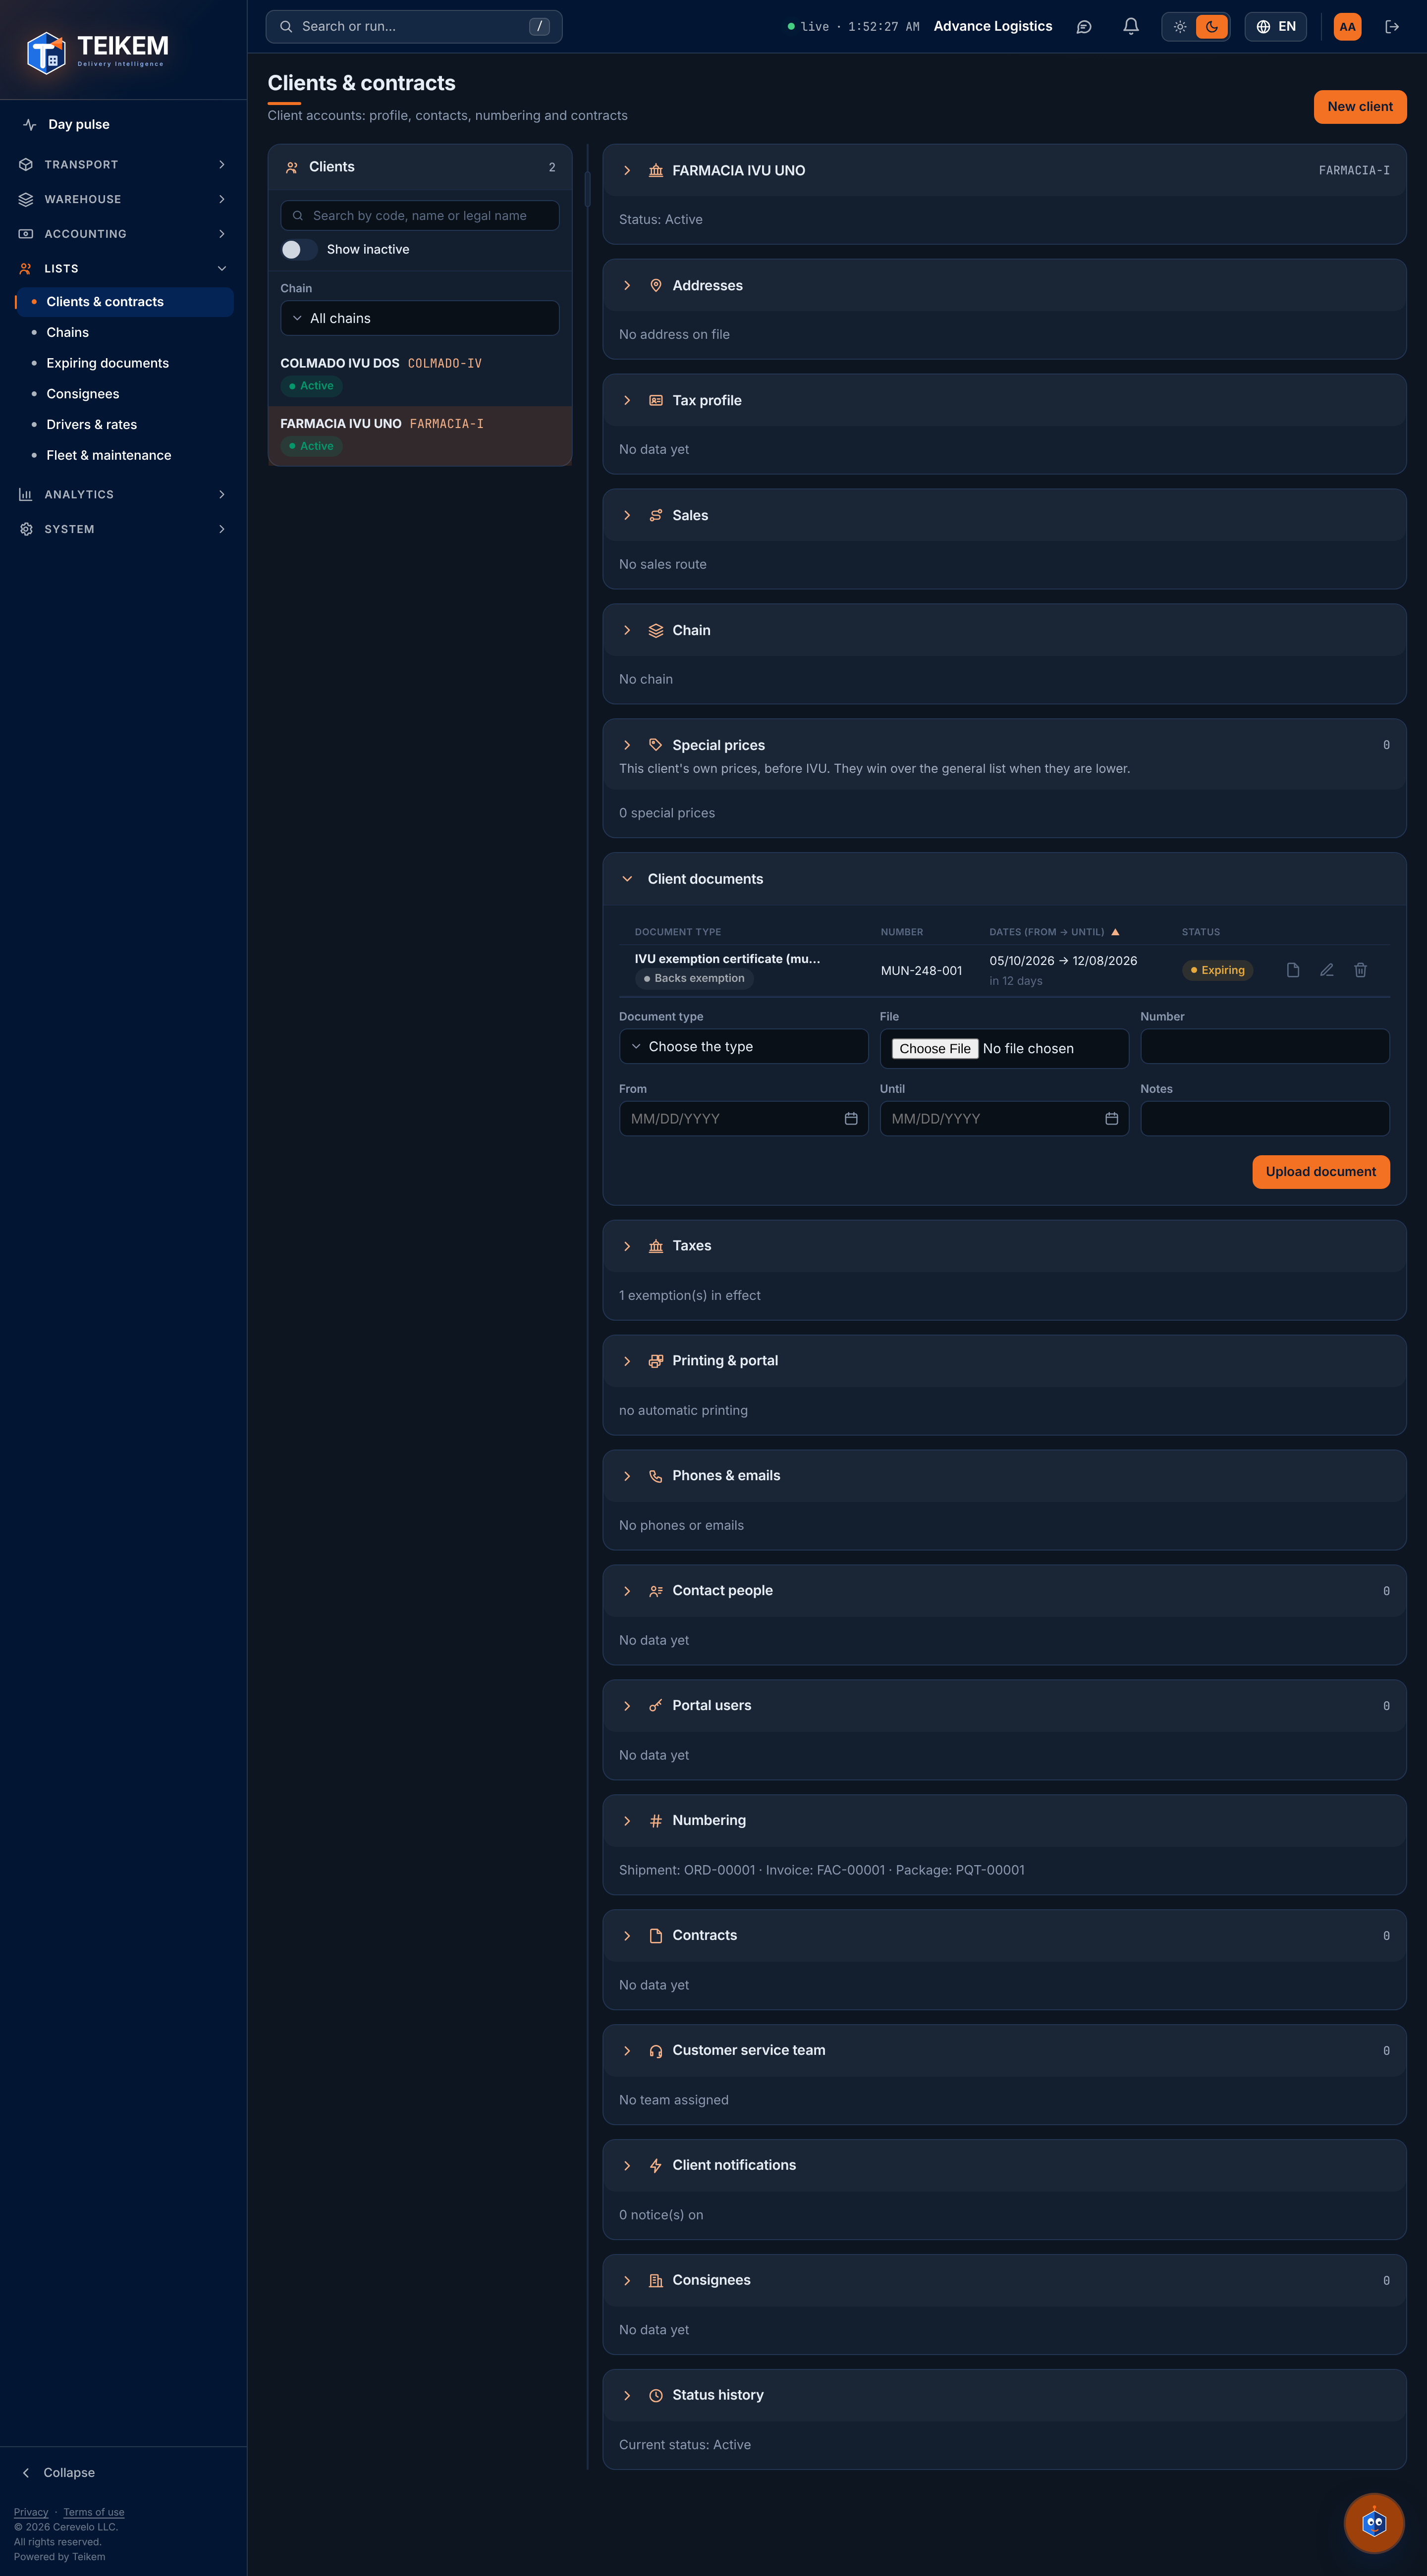 TEIKEM
Delivery Intelligence
Search or run...
/
live · 1:52:27 AM
Advance Logistics
EN
AA
Day pulse
TRANSPORT
WAREHOUSE
ACCOUNTING
LISTS
Clients & contracts
Chains
Expiring documents
Consignees
Drivers & rates
Fleet & maintenance
ANALYTICS
SYSTEM
Collapse
Privacy · Terms of use
© 2026 Cerevelo LLC.
All rights reserved.
Powered by Teikem
Clients & contracts
Client accounts: profile, contacts, numbering and contracts
New client
Clients
2
Search by code, name or legal name
Show inactive
Chain
All chains
COLMADO IVU DOS COLMADO-IV
Active
FARMACIA IVU UNO FARMACIA-I
Active
FARMACIA IVU UNO
FARMACIA-I
Status: Active
Addresses
No address on file
Tax profile
No data yet
Sales
No sales route
Chain
No chain
Special prices
0
This client's own prices, before IVU. They win over the general list when they are lower.
0 special prices
Client documents
DOCUMENT TYPE NUMBER DATES (FROM → UNTIL) ▲ STATUS
IVU exemption certificate (mu...
Backs exemption
MUN-248-001
05/10/2026 → 12/08/2026
in 12 days
Expiring
Document type
File
Number
Choose the type
Choose File No file chosen
From
Until
Notes
MM/DD/YYYY
MM/DD/YYYY
Upload document
Taxes
1 exemption(s) in effect
Printing & portal
no automatic printing
Phones & emails
No phones or emails
Contact people
0
No data yet
Portal users
0
No data yet
Numbering
Shipment: ORD-00001 · Invoice: FAC-00001 · Package: PQT-00001
Contracts
0
No data yet
Customer service team
0
No team assigned
Client notifications
0 notice(s) on
Consignees
0
No data yet
Status history
Current status: Active